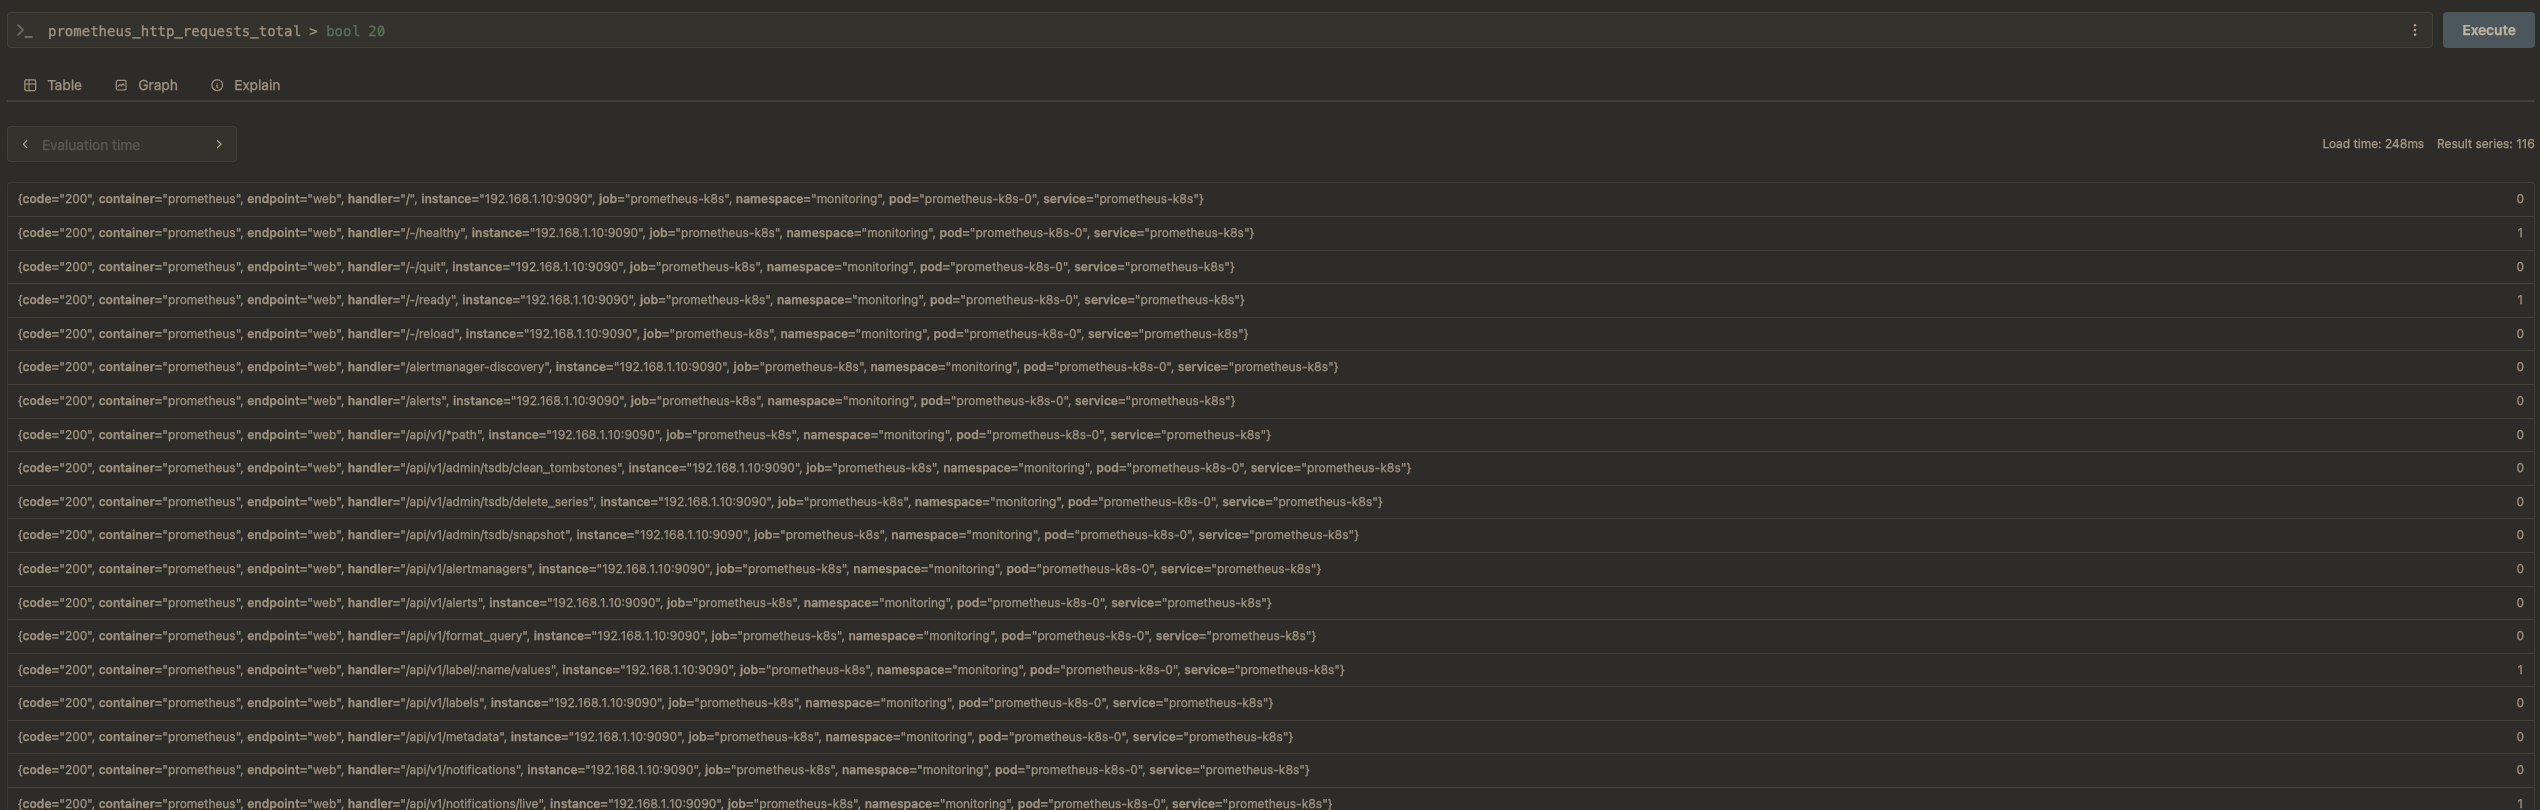 >_ prometheus_http_requests_total > bool 20
Execute
Table Graph Explain
Evaluation time
Load time: 248ms Result series: 116
{code="200", container="prometheus", endpoint="web", handler="/", instance="192.168.1.10:9090", job="prometheus-k8s", namespace="monitoring", pod="prometheus-k8s-0", service="prometheus-k8s"} 0
{code="200", container="prometheus", endpoint="web", handler="/-/healthy", instance="192.168.1.10:9090", job="prometheus-k8s", namespace="monitoring", pod="prometheus-k8s-0", service="prometheus-k8s"} 1
{code="200", container="prometheus", endpoint="web", handler="/-/quit", instance="192.168.1.10:9090", job="prometheus-k8s", namespace="monitoring", pod="prometheus-k8s-0", service="prometheus-k8s"} 0
{code="200", container="prometheus", endpoint="web", handler="/-/ready", instance="192.168.1.10:9090", job="prometheus-k8s", namespace="monitoring", pod="prometheus-k8s-0", service="prometheus-k8s"} 1
{code="200", container="prometheus", endpoint="web", handler="/-/reload", instance="192.168.1.10:9090", job="prometheus-k8s", namespace="monitoring", pod="prometheus-k8s-0", service="prometheus-k8s"} 0
{code="200", container="prometheus", endpoint="web", handler="/alertmanager-discovery", instance="192.168.1.10:9090", job="prometheus-k8s", namespace="monitoring", pod="prometheus-k8s-0", service="prometheus-k8s"} 0
{code="200", container="prometheus", endpoint="web", handler="/alerts", instance="192.168.1.10:9090", job="prometheus-k8s", namespace="monitoring", pod="prometheus-k8s-0", service="prometheus-k8s"} 0
{code="200", container="prometheus", endpoint="web", handler="/api/v1/*path", instance="192.168.1.10:9090", job="prometheus-k8s", namespace="monitoring", pod="prometheus-k8s-0", service="prometheus-k8s"} 0
{code="200", container="prometheus", endpoint="web", handler="/api/v1/admin/tsdb/clean_tombstones", instance="192.168.1.10:9090", job="prometheus-k8s", namespace="monitoring", pod="prometheus-k8s-0", service="prometheus-k8s"} 0
{code="200", container="prometheus", endpoint="web", handler="/api/v1/admin/tsdb/delete_series", instance="192.168.1.10:9090", job="prometheus-k8s", namespace="monitoring", pod="prometheus-k8s-0", service="prometheus-k8s"} 0
{code="200", container="prometheus", endpoint="web", handler="/api/v1/admin/tsdb/snapshot", instance="192.168.1.10:9090", job="prometheus-k8s", namespace="monitoring", pod="prometheus-k8s-0", service="prometheus-k8s"} 0
{code="200", container="prometheus", endpoint="web", handler="/api/v1/alertmanagers", instance="192.168.1.10:9090", job="prometheus-k8s", namespace="monitoring", pod="prometheus-k8s-0", service="prometheus-k8s"} 0
{code="200", container="prometheus", endpoint="web", handler="/api/v1/alerts", instance="192.168.1.10:9090", job="prometheus-k8s", namespace="monitoring", pod="prometheus-k8s-0", service="prometheus-k8s"} 0
{code="200", container="prometheus", endpoint="web", handler="/api/v1/format_query", instance="192.168.1.10:9090", job="prometheus-k8s", namespace="monitoring", pod="prometheus-k8s-0", service="prometheus-k8s"} 0
{code="200", container="prometheus", endpoint="web", handler="/api/v1/label/:name/values", instance="192.168.1.10:9090", job="prometheus-k8s", namespace="monitoring", pod="prometheus-k8s-0", service="prometheus-k8s"} 1
{code="200", container="prometheus", endpoint="web", handler="/api/v1/labels", instance="192.168.1.10:9090", job="prometheus-k8s", namespace="monitoring", pod="prometheus-k8s-0", service="prometheus-k8s"} 0
{code="200", container="prometheus", endpoint="web", handler="/api/v1/metadata", instance="192.168.1.10:9090", job="prometheus-k8s", namespace="monitoring", pod="prometheus-k8s-0", service="prometheus-k8s"} 0
{code="200", container="prometheus", endpoint="web", handler="/api/v1/notifications", instance="192.168.1.10:9090", job="prometheus-k8s", namespace="monitoring", pod="prometheus-k8s-0", service="prometheus-k8s"} 0
{code="200", container="prometheus", endpoint="web", handler="/api/v1/notifications/live", instance="192.168.1.10:9090", job="prometheus-k8s", namespace="monitoring", pod="prometheus-k8s-0", service="prometheus-k8s"} 1